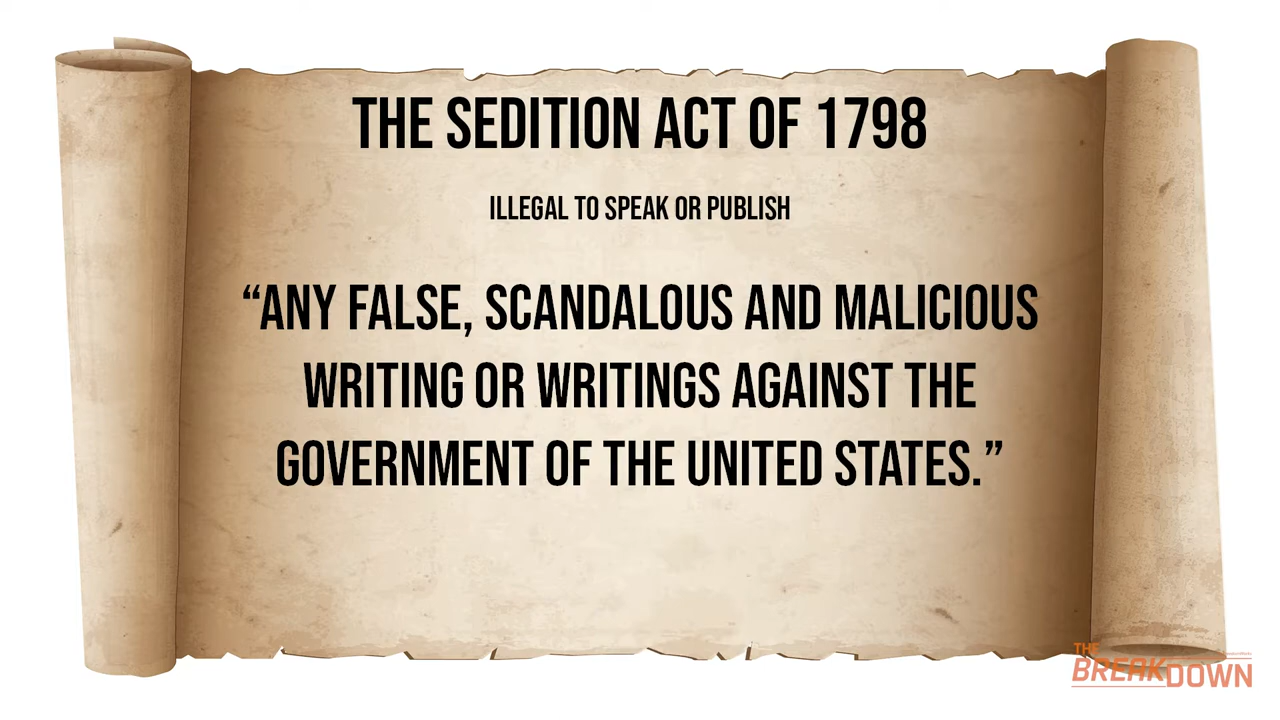 THE SEDITION ACT OF 1798
ILLEGAL TO SPEAK OR PUBLISH
“ANY FALSE, SCANDALOUS AND MALICIOUS
WRITING OR WRITINGS AGAINST THE
GOVERNMENT OF THE UNITED STATES.”
THE
BREAKDOWN